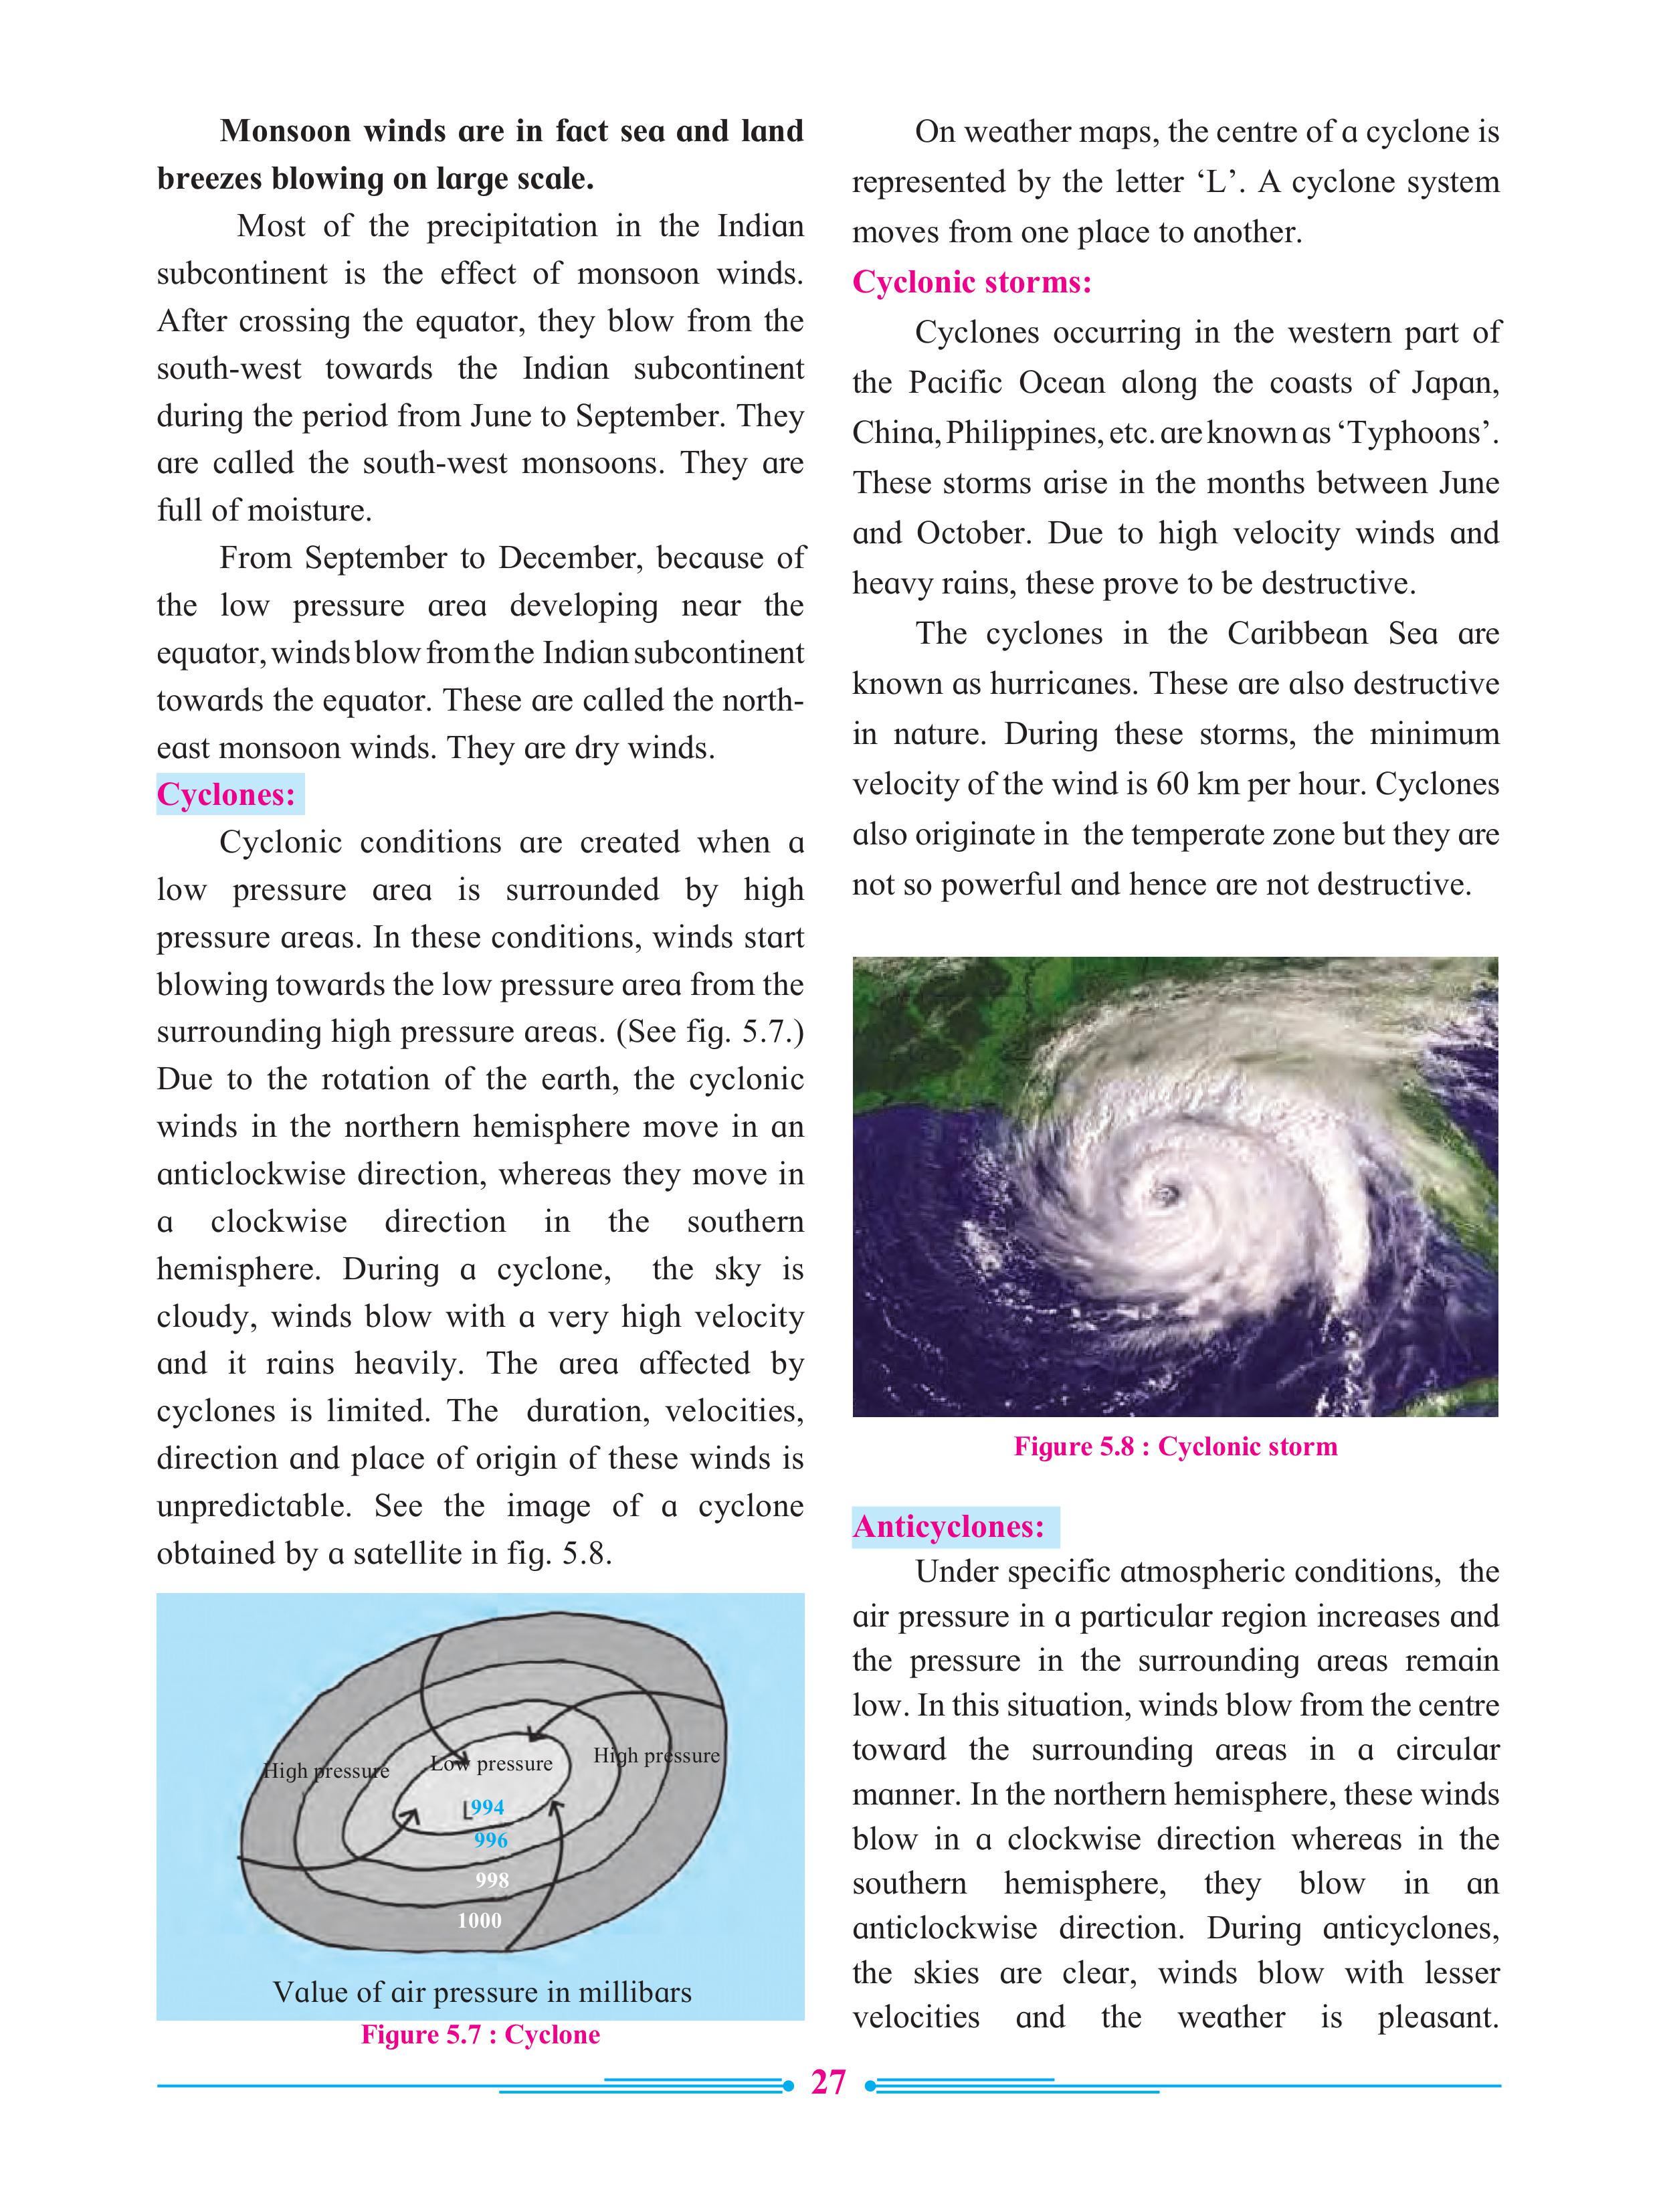 Monsoon winds are in fact sea and land
breezes blowing on large scale.
Most of the precipitation in the Indian
subcontinent is the effect of monsoon winds.
After crossing the equator, they blow from the
south-west towards the Indian subcontinent
during the period from June to September. They
are called the south-west monsoons. They are
full of moisture.
From September to December, because of
the low pressure area developing near the
equator, winds blow from the Indian subcontinent
towards the equator. These are called the north-
east monsoon winds. They are dry winds.
Cyclones:
Cyclonic conditions are created when a
low pressure area is surrounded by high
pressure areas. In these conditions, winds start
blowing towards the low pressure area from the
surrounding high pressure areas. (See fig. 5.7.)
Due to the rotation of the earth, the cyclonic
winds in the northern hemisphere move in an
anticlockwise direction, whereas they move in
a clockwise direction in the southern
hemisphere. During a cyclone, the sky is
cloudy, winds blow with a very high velocity
and it rains heavily. The area affected by
cyclones is limited. The duration, velocities,
direction and place of origin of these winds is
unpredictable. See the image of a cyclone
obtained by a satellite in fig. 5.8.
High pressure
Low pressure
High pressure
L994
996
998
1000
Value of air pressure in millibars
Figure 5.7 : Cyclone
On weather maps, the centre of a cyclone is
represented by the letter ‘L’. A cyclone system
moves from one place to another.
Cyclonic storms:
Cyclones occurring in the western part of
the Pacific Ocean along the coasts of Japan,
China, Philippines, etc. are known as ‘Typhoons’.
These storms arise in the months between June
and October. Due to high velocity winds and
heavy rains, these prove to be destructive.
The cyclones in the Caribbean Sea are
known as hurricanes. These are also destructive
in nature. During these storms, the minimum
velocity of the wind is 60 km per hour. Cyclones
also originate in the temperate zone but they are
not so powerful and hence are not destructive.
Figure 5.8 : Cyclonic storm
Anticyclones:
Under specific atmospheric conditions, the
air pressure in a particular region increases and
the pressure in the surrounding areas remain
low. In this situation, winds blow from the centre
toward the surrounding areas in a circular
manner. In the northern hemisphere, these winds
blow in a clockwise direction whereas in the
southern hemisphere, they blow in an
anticlockwise direction. During anticyclones,
the skies are clear, winds blow with lesser
velocities and the weather is pleasant.
27